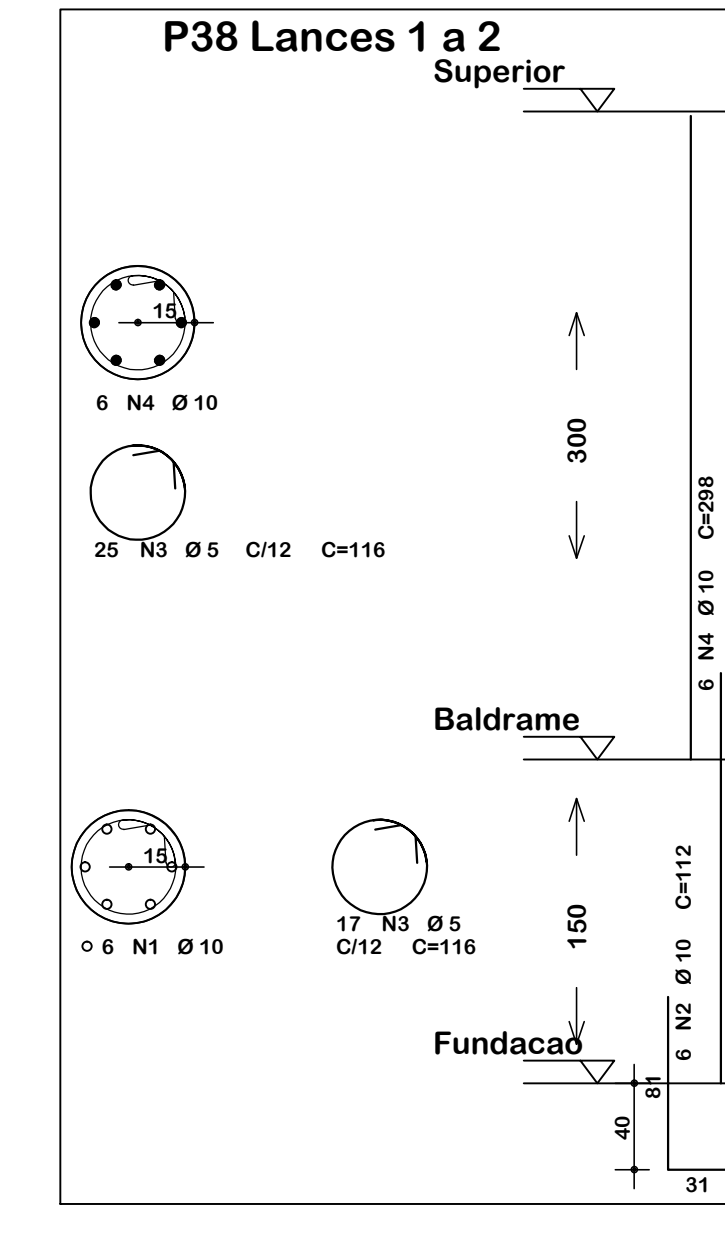 P38 Lances 1 a 2
Superior
15
6 N4 Ø 10
300
25 N3 Ø 5 C/12 C=116
6 N4 Ø 10 C=298
Baldrame
15
17 N3 Ø 5
C/12 C=116
6 N1 Ø 10
150
6 N2 Ø 10 C=112
Fundacao
81
40
31